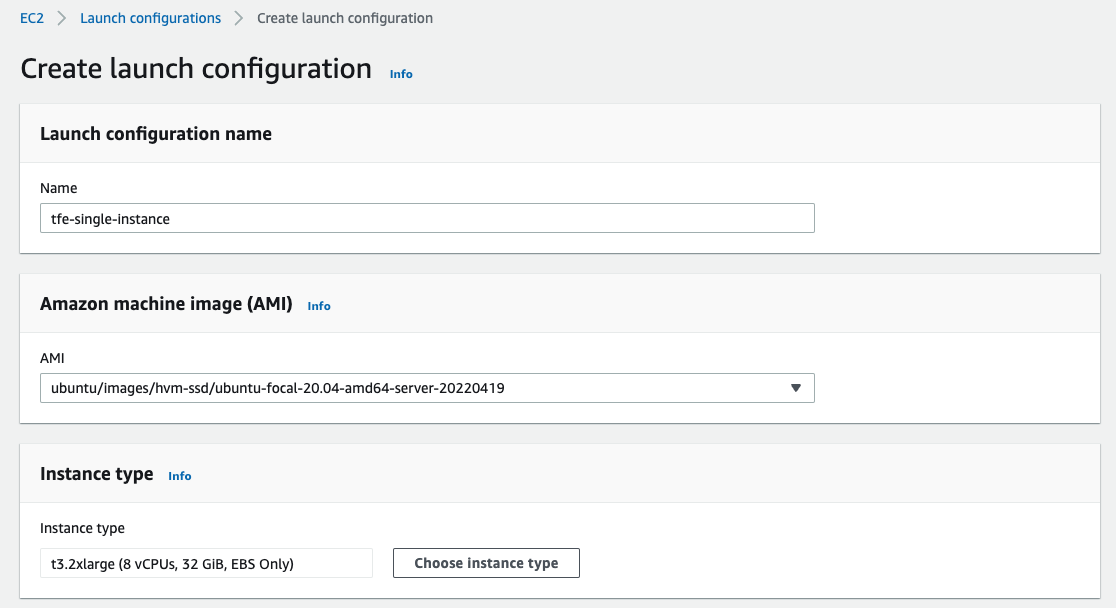 EC2 > Launch configurations > Create launch configuration
Create launch configuration Info
Launch configuration name
Name
tfe-single-instance
Amazon machine image (AMI) Info
AMI
ubuntu/images/hvm-ssd/ubuntu-focal-20.04-amd64-server-20220419
Instance type Info
Instance type
t3.2xlarge (8 vCPUs, 32 GiB, EBS Only) Choose instance type